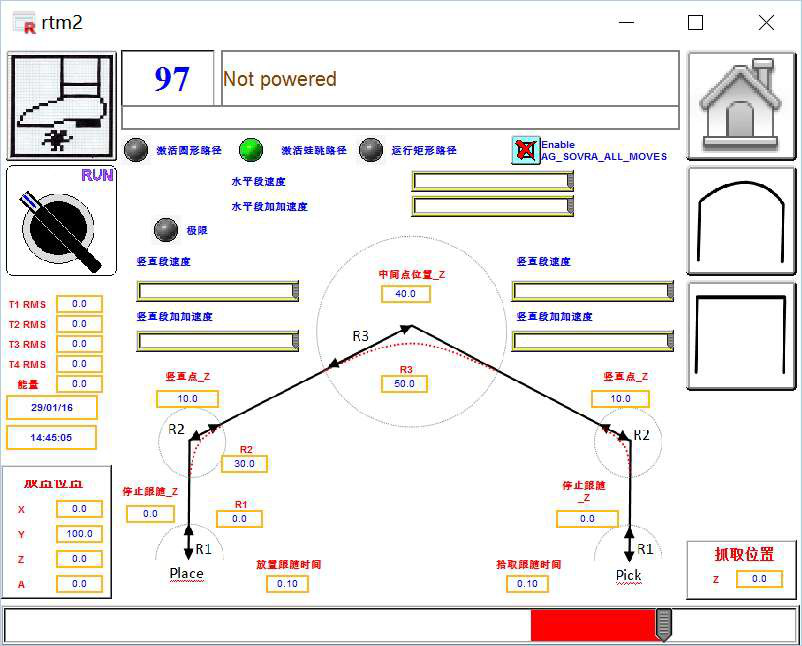 rtm2
97
Not powered
激活圆形路径
激活蛙跳路径
运行矩形路径
Enable
AG_SOVRA_ALL_MOVES
RUN
水平段速度
水平段加加速度
极限
竖直段速度
竖直段速度
中间点位置_Z
40.0
竖直段加加速度
竖直段加加速度
T1 RMS 0.0
T2 RMS 0.0
T3 RMS 0.0
T4 RMS 0.0
能量 0.0
29/01/16
14:45:05
R3
R3
50.0
竖直点_Z
10.0
竖直点_Z
10.0
R2
R2
R2
30.0
停止跟随_Z
0.0
R1
0.0
停止跟随
_Z
0.0
放点位点
X 0.0
Y 100.0
Z 0.0
A 0.0
R1
Place
R1
Pick
放置跟随时间
0.10
拾取跟随时间
0.10
抓取位置
Z 0.0